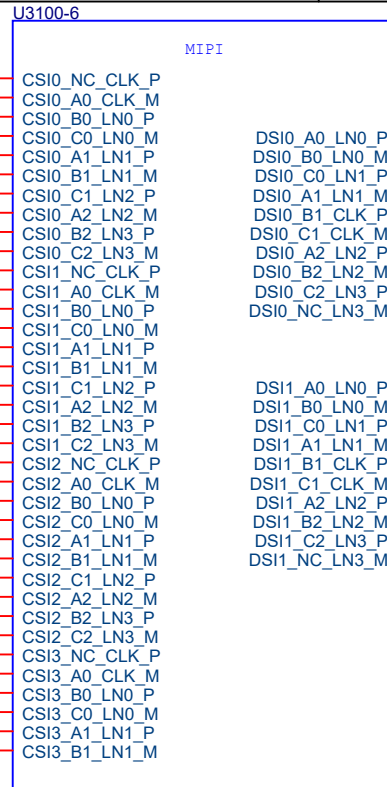 U3100-6
MIPI
CSI0_NC_CLK_P
CSI0_A0_CLK_M
CSI0_B0_LN0_P
CSI0_C0_LN0_M
CSI0_A1_LN1_P
CSI0_B1_LN1_M
CSI0_C1_LN2_P
CSI0_A2_LN2_M
CSI0_B2_LN3_P
CSI0_C2_LN3_M
CSI1_NC_CLK_P
CSI1_A0_CLK_M
CSI1_B0_LN0_P
CSI1_C0_LN0_M
CSI1_A1_LN1_P
CSI1_B1_LN1_M
CSI1_C1_LN2_P
CSI1_A2_LN2_M
CSI1_B2_LN3_P
CSI1_C2_LN3_M
CSI2_NC_CLK_P
CSI2_A0_CLK_M
CSI2_B0_LN0_P
CSI2_C0_LN0_M
CSI2_A1_LN1_P
CSI2_B1_LN1_M
CSI2_C1_LN2_P
CSI2_A2_LN2_M
CSI2_B2_LN3_P
CSI2_C2_LN3_M
CSI3_NC_CLK_P
CSI3_A0_CLK_M
CSI3_B0_LN0_P
CSI3_C0_LN0_M
CSI3_A1_LN1_P
CSI3_B1_LN1_M
DSI0_A0_LN0_P
DSI0_B0_LN0_M
DSI0_C0_LN1_P
DSI0_A1_LN1_M
DSI0_B1_CLK_P
DSI0_C1_CLK_M
DSI0_A2_LN2_P
DSI0_B2_LN2_M
DSI0_C2_LN3_P
DSI0_NC_LN3_M
DSI1_A0_LN0_P
DSI1_B0_LN0_M
DSI1_C0_LN1_P
DSI1_A1_LN1_M
DSI1_B1_CLK_P
DSI1_C1_CLK_M
DSI1_A2_LN2_P
DSI1_B2_LN2_M
DSI1_C2_LN3_P
DSI1_NC_LN3_M